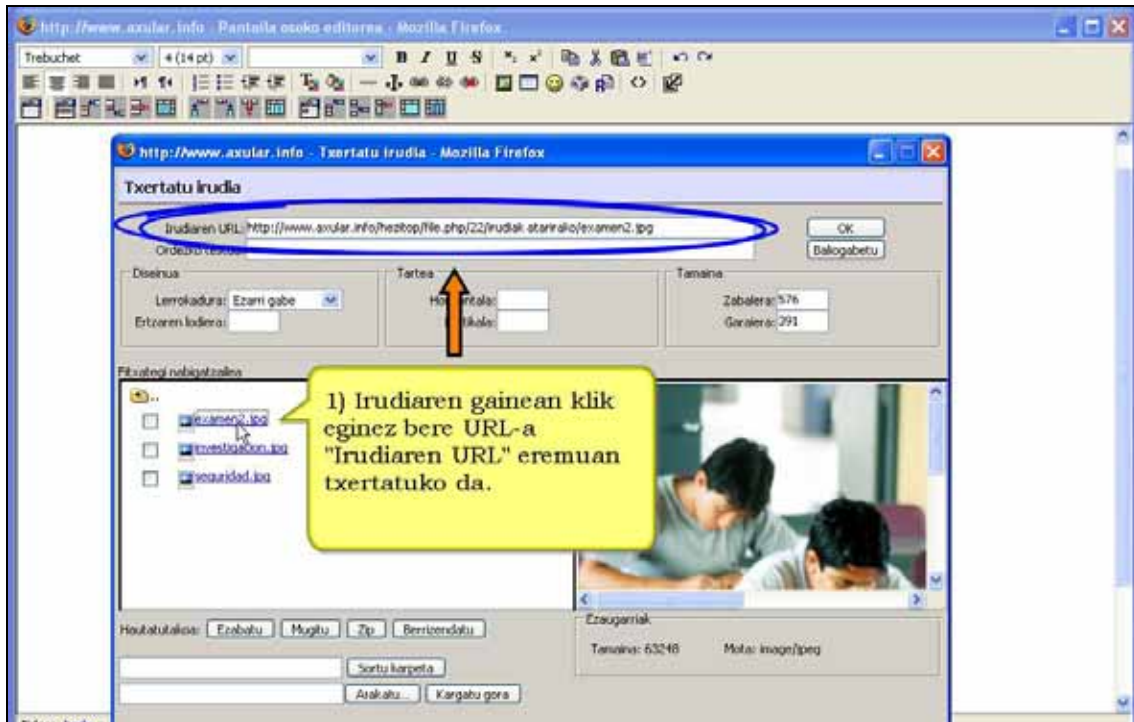 http://www.axular.info - Pantaila osoko editorea - Mozilla Firefox
Trebuchet 4 (14 pt) B I U S
http://www.axular.info - Txertatu irudia - Mozilla Firefox
Txertatu irudia
Irudiaren URL: http://www.axular.info/hezitop/file.php/22/irudiak atarirako/examen2.jpg OK
Ordezko Baliogabetu
Diseinua Tartea Tamaina
Lerrokadura: Ezarri gabe Zabalera: 576
Ertzaren lodiera: Garaiera: 391
Fitxategi nabigatzailea
..
examen2.jpg
investigacion.jpg
seguridad.jpg
1) Irudiaren gainean klik
eginez bere URL-a
"Irudiaren URL" eremuan
txertatuko da.
Hautatutakoa: Ezabatu Mugitu Zip Berrizendatu
Sortu karpeta
Arakatu... Kargatu gora
Ezaugarriak
Tamaina: 63248 Mota: image/jpeg